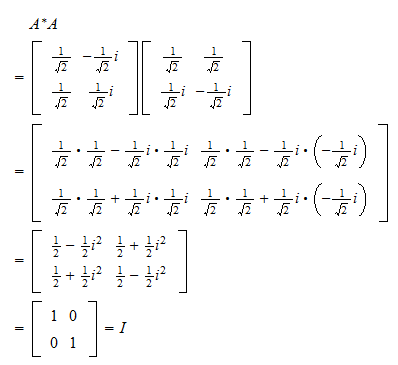 A*A
= [ 1/√2 -1/√2 i ; 1/√2 1/√2 i ] [ 1/√2 1/√2 ; 1/√2 i -1/√2 i ]
= [ 1/√2 · 1/√2 - 1/√2 i · 1/√2 i 1/√2 · 1/√2 - 1/√2 i · (-1/√2 i) ; 1/√2 · 1/√2 + 1/√2 i · 1/√2 i 1/√2 · 1/√2 + 1/√2 i · (-1/√2 i) ]
= [ 1/2 - 1/2 i² 1/2 + 1/2 i² ; 1/2 + 1/2 i² 1/2 - 1/2 i² ]
= [ 1 0 ; 0 1 ] = I